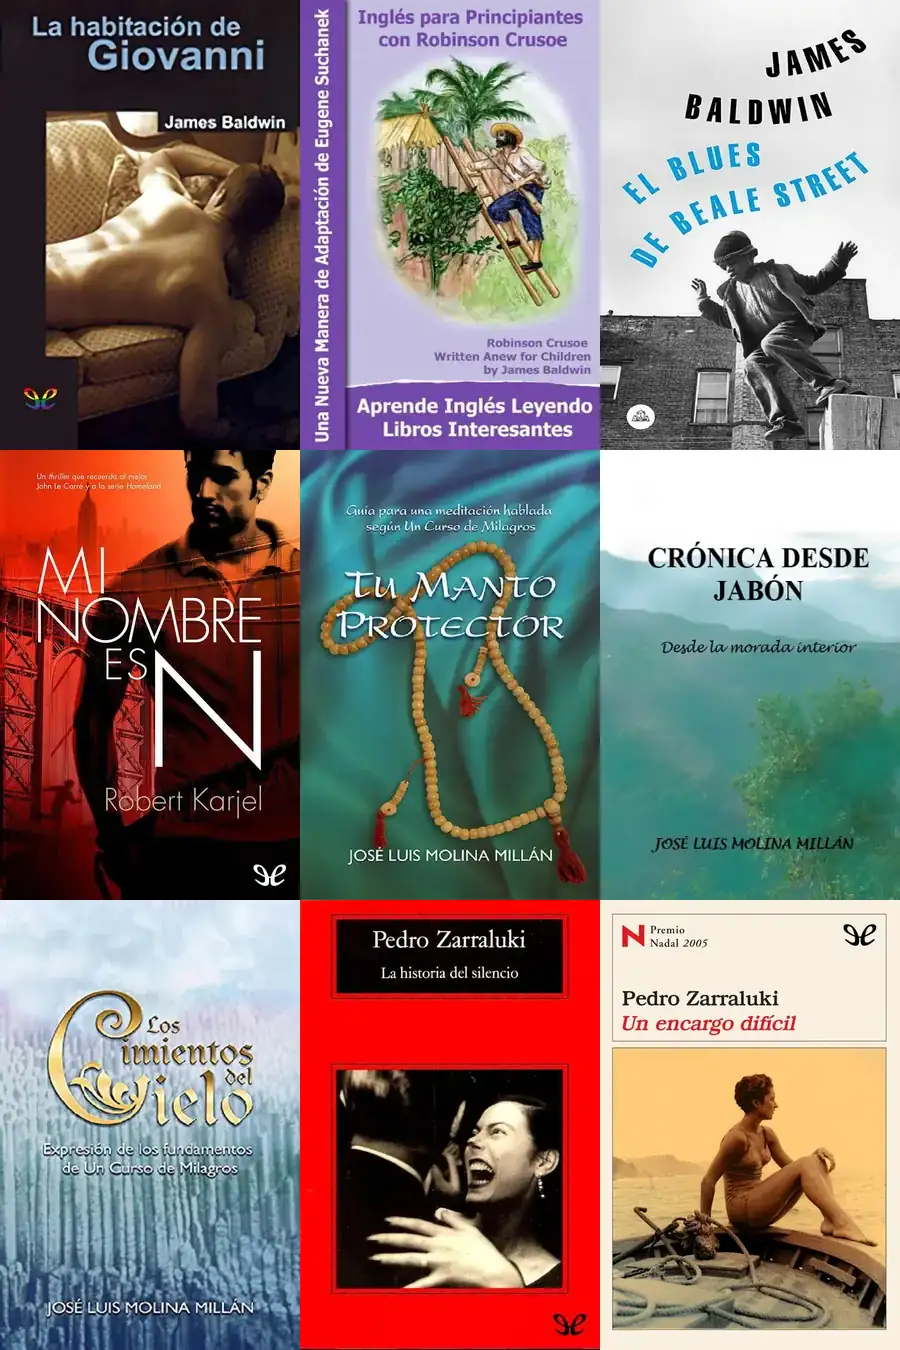 La habitación de
Giovanni
James Baldwin
Una Nueva Manera de Adaptación de Eugene Suchanek
Inglés para Principiantes
con Robinson Crusoe
Robinson Crusoe
Written Anew for Children
by James Baldwin
Aprende Inglés Leyendo
Libros Interesantes
JAMES
BALDWIN
EL BLUES
DE BEALE STREET
Un thriller que recuerda al mejor
John Le Carré y a la serie Homeland
MI
NOMBRE
ES N
Robert Karjel
Guía para una meditación hablada
según Un Curso de Milagros
TU MANTO
PROTECTOR
JOSÉ LUIS MOLINA MILLÁN
CRÓNICA DESDE
JABÓN
Desde la morada interior
JOSÉ LUIS MOLINA MILLÁN
Los
Cimientos
del
Cielo
Expresión de los fundamentos
de Un Curso de Milagros
JOSÉ LUIS MOLINA MILLÁN
Pedro Zarraluki
La historia del silencio
N Premio
Nadal 2005
Pedro Zarraluki
Un encargo difícil